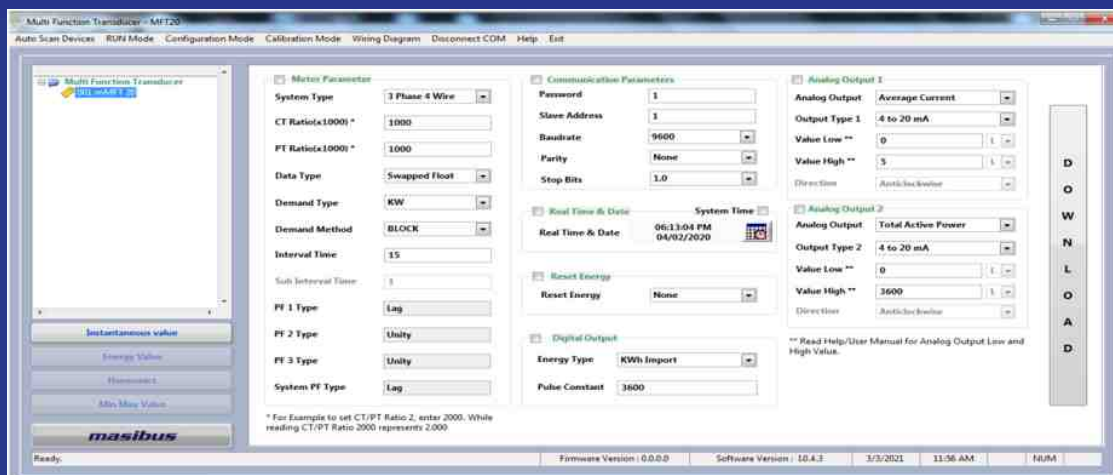 Multi Function Transducer - MFT20
Auto Scan Devices RUN Mode Configuration Mode Calibration Mode Wiring Diagram Disconnect COM Help Exit
Multi Function Transducer
001:mMFT 20
Instantaneous value
Energy Value
Min Max Value
masibus
Meter Parameter
System Type 3 Phase 4 Wire
CT Ratio(x1000) * 1000
PT Ratio(x1000) * 1000
Data Type Swapped Float
Demand Type KW
Demand Method BLOCK
Interval Time 15
Sub Interval Time 1
PF 1 Type Lag
PF 2 Type Unity
PF 3 Type Unity
System PF Type Lag
* For Example to set CT/PT Ratio 2, enter 2000. While
reading CT/PT Ratio 2000 represents 2.000
Communication Parameters
Password 1
Slave Address 1
Baudrate 9600
Parity None
Stop Bits 1.0
Real Time & Date System Time
Real Time & Date 06:13:04 PM
04/02/2020
Reset Energy
Reset Energy None
Digital Output
Energy Type KWh Import
Pulse Constant 3600
Analog Output 1
Analog Output Average Current
Output Type 1 4 to 20 mA
Value Low ** 0
Value High ** 5
Direction Anticlockwise
Analog Output 2
Analog Output Total Active Power
Output Type 2 4 to 20 mA
Value Low ** 0
Value High ** 3600
Direction Anticlockwise
** Read Help/User Manual for Analog Output Low and
High Value.
DOWNLOAD
Ready. Firmware Version : 0.0.0.0 Software Version : 10.4.3 3/3/2021 11:56 AM NUM